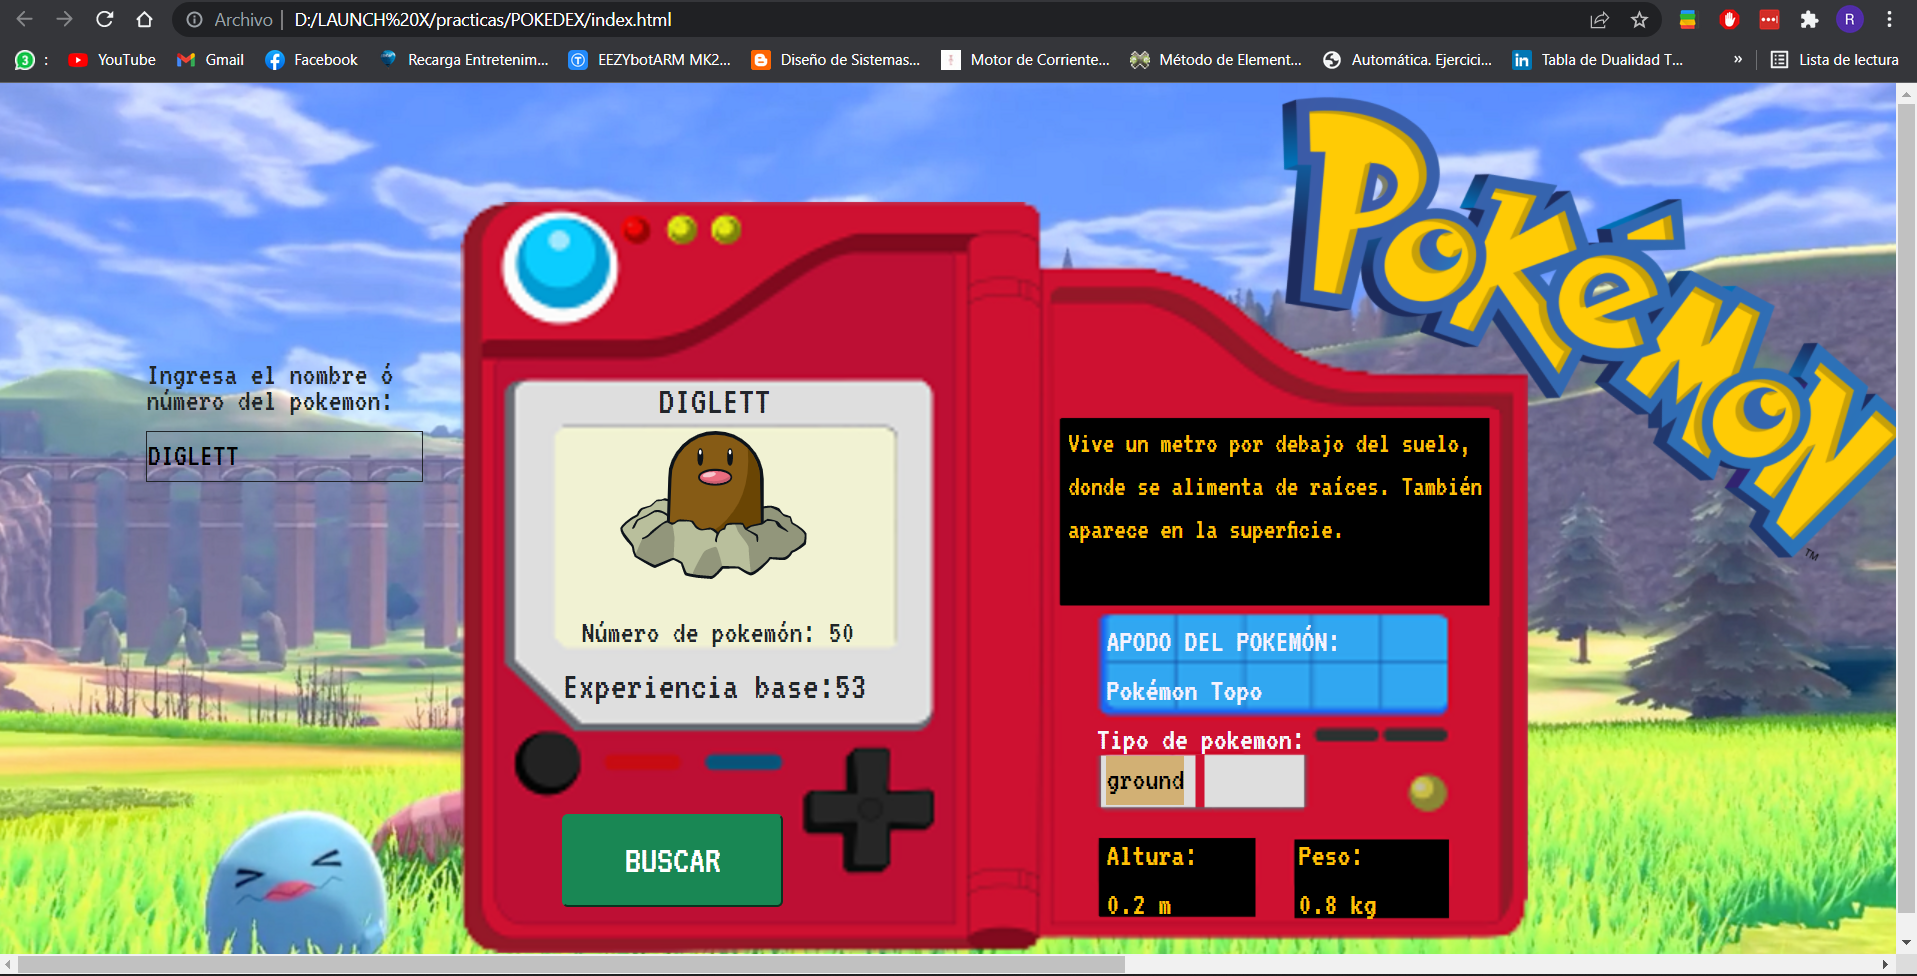 Archivo D:/LAUNCH%20X/practicas/POKEDEX/index.html
R
3 : YouTube Gmail Facebook Recarga Entretenim... EEZYbotARM MK2... Diseño de Sistemas... Motor de Corriente... Método de Element... Automática. Ejercici... Tabla de Dualidad T... » Lista de lectura
POKéMON
TM
Ingresa el nombre ó
número del pokemon:
DIGLETT
DIGLETT
Número de pokemón: 50
Experiencia base:53
BUSCAR
Vive un metro por debajo del suelo,
donde se alimenta de raíces. También
aparece en la superficie.
APODO DEL POKEMÓN:
Pokémon Topo
Tipo de pokemon:
ground
Altura:
0.2 m
Peso:
0.8 kg